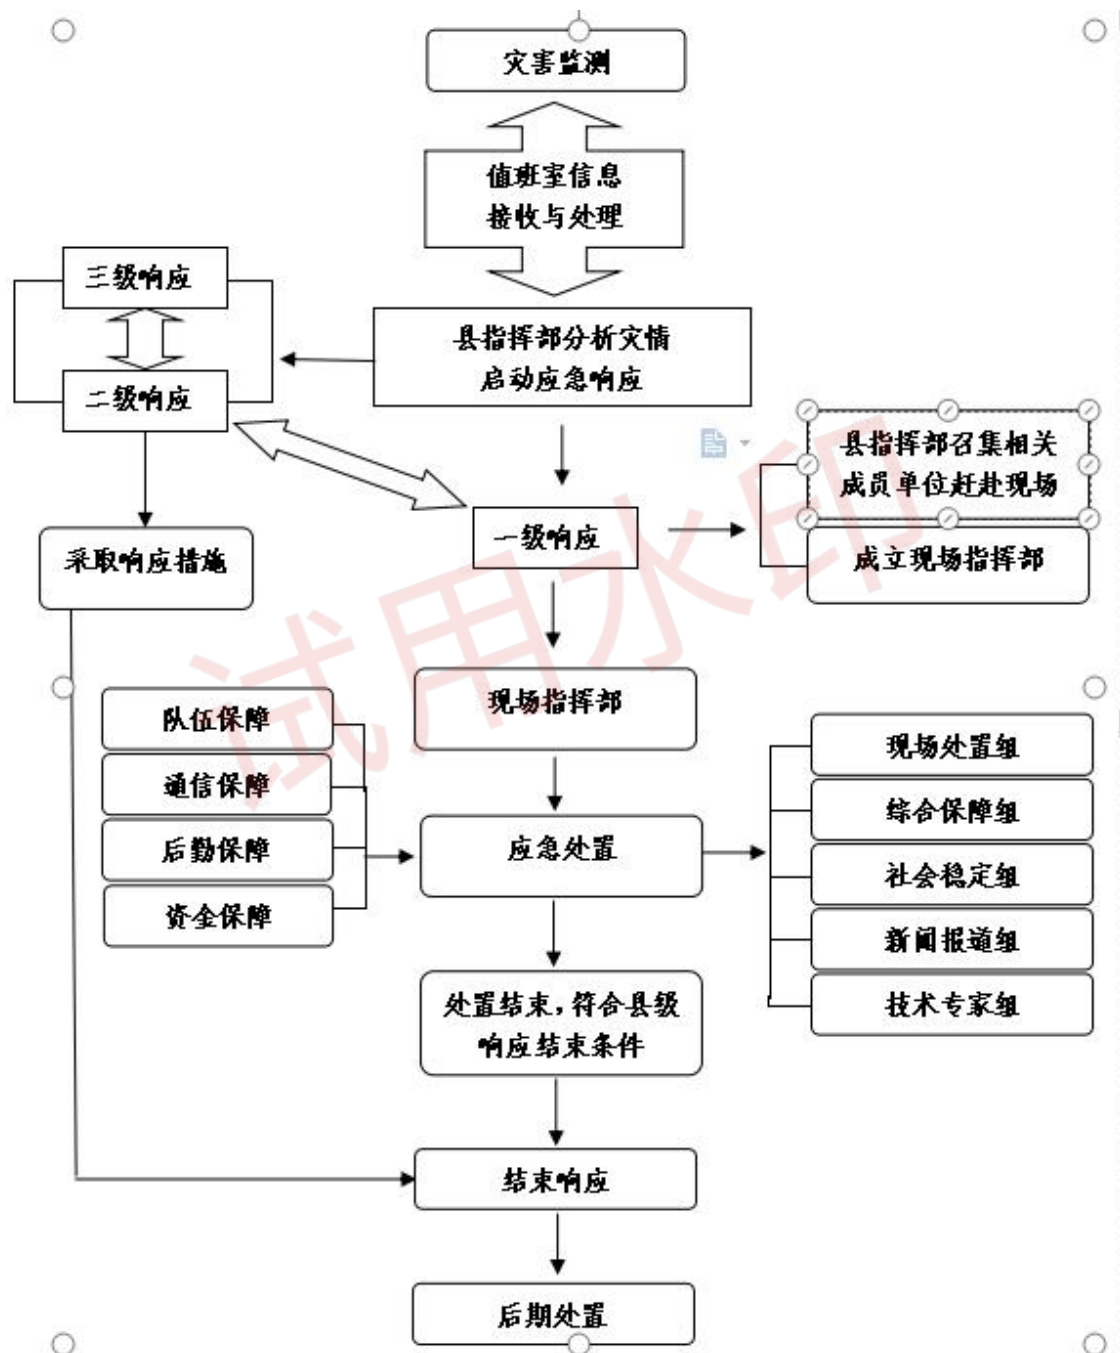 灾害监测
值班室信息
接收与处理
三级响应
县指挥部分析灾情
启动应急响应
二级响应
县指挥部召集相关
成员单位赶赴现场
一级响应
采取响应措施
成立现场指挥部
现场指挥部
队伍保障
现场处置组
通信保障
综合保障组
应急处置
后勤保障
社会稳定组
资金保障
新闻报道组
处置结束，符合县级
响应结束条件
技术专家组
结束响应
后期处置
试用水印